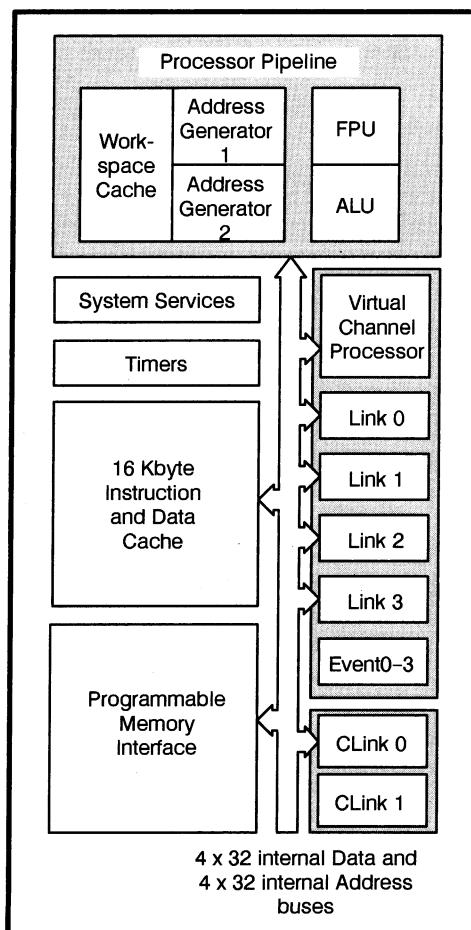 Processor Pipeline
Work-
space
Cache
Address
Generator
1
Address
Generator
2
FPU
ALU
System Services
Timers
16 Kbyte
Instruction
and Data
Cache
Programmable
Memory
Interface
Virtual
Channel
Processor
Link 0
Link 1
Link 2
Link 3
Event0–3
CLink 0
CLink 1
4 x 32 internal Data and
4 x 32 internal Address
buses